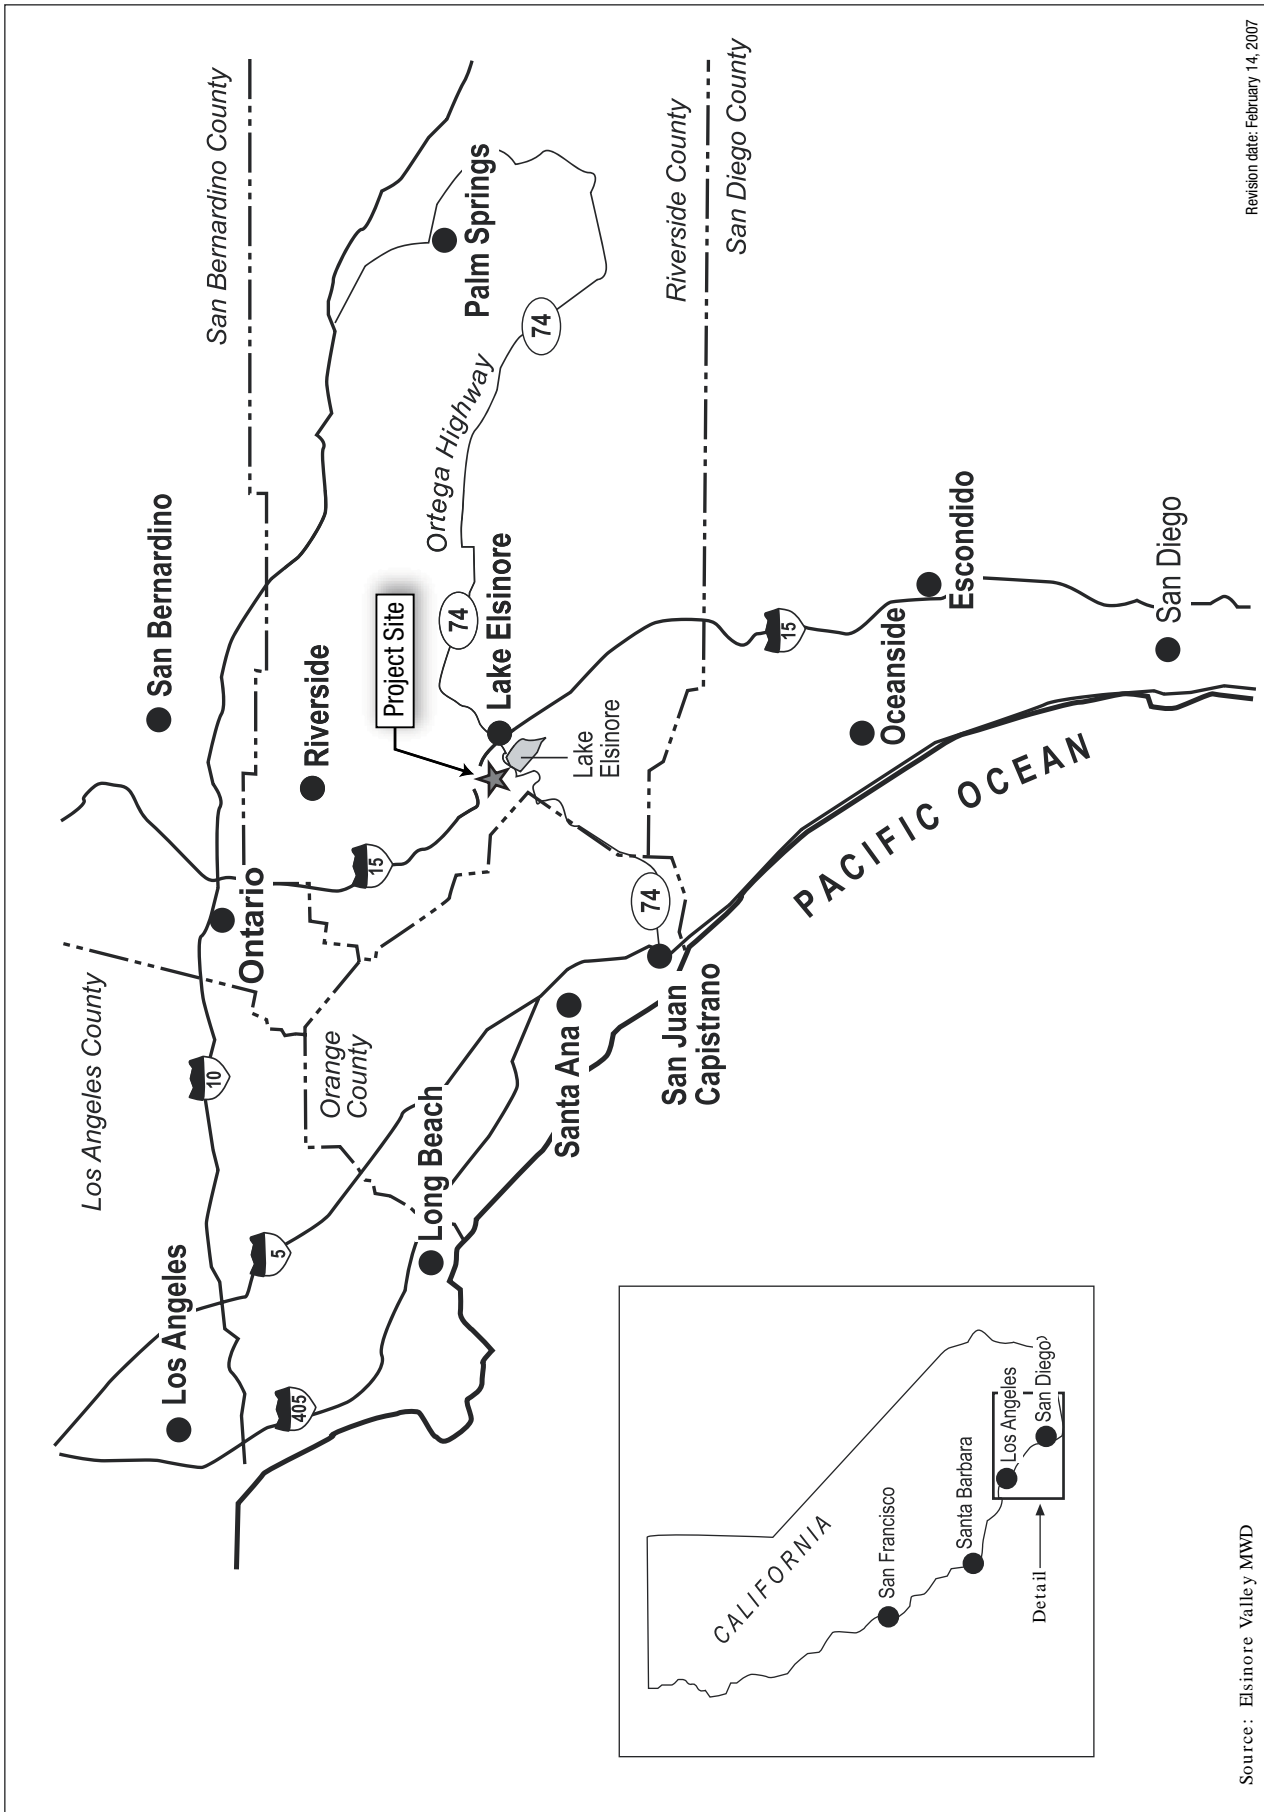 Los Angeles County
San Bernardino County
Los Angeles
San Bernardino
10
Ontario
5
405
Orange
County
Riverside
15
Project Site
Long Beach
74
Ortega Highway
Palm Springs
Lake Elsinore
74
Lake
Elsinore
Santa Ana
San Juan
Capistrano
74
Riverside County
San Diego County
15
Oceanside
Escondido
PACIFIC OCEAN
San Diego
CALIFORNIA
San Francisco
Santa Barbara
Los Angeles
San Diego
Detail
Source: Elsinore Valley MWD
Revision date: February 14, 2007